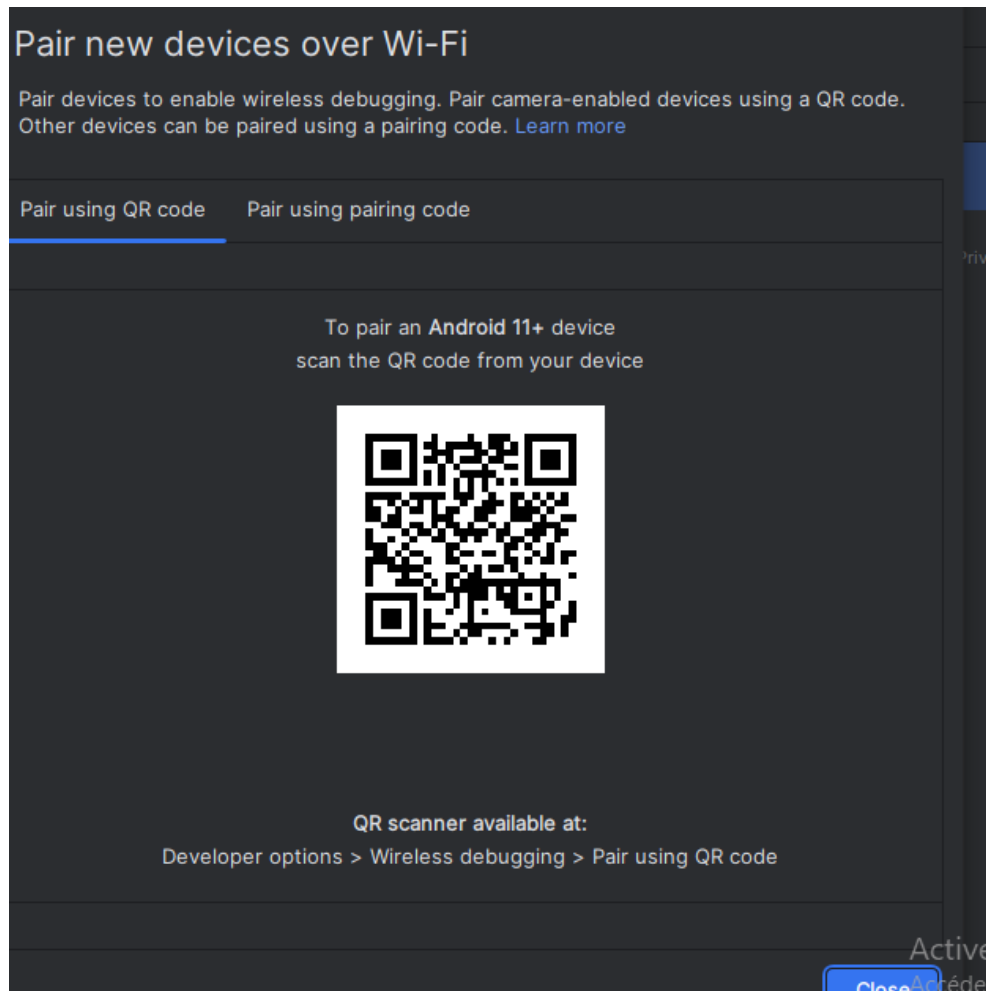 Pair new devices over Wi-Fi
Pair devices to enable wireless debugging. Pair camera-enabled devices using a QR code.
Other devices can be paired using a pairing code. Learn more
Pair using QR code
Pair using pairing code
To pair an Android 11+ device
scan the QR code from your device
QR scanner available at:
Developer options > Wireless debugging > Pair using QR code
Close